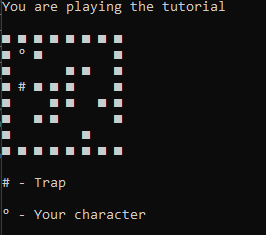 You are playing the tutorial
■ ■ ■ ■ ■ ■ ■ ■
■ º ■         ■
■       ■ ■   ■
■ # ■ ■ ■     ■
■     ■ ■   ■ ■
■   ■ ■       ■
■         ■   ■
■ ■ ■ ■ ■ ■ ■ ■
# - Trap
º - Your character